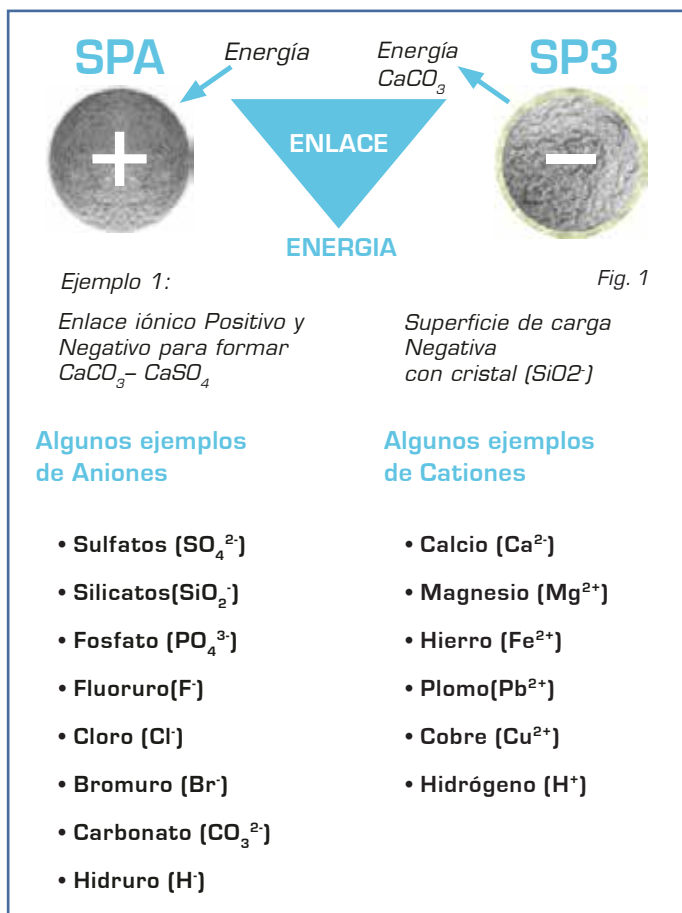 SPA
Energía
Energía
CaCO₃
SP3
+
ENLACE
−
ENERGIA
Ejemplo 1:
Fig. 1
Enlace iónico Positivo y
Negativo para formar
CaCO₃– CaSO₄
Superficie de carga
Negativa
con cristal (SiO2⁻)
Algunos ejemplos
de Aniones
• Sulfatos (SO₄²⁻)
• Silicatos(SiO₂⁻)
• Fosfato (PO₄³⁻)
• Fluoruro(F⁻)
• Cloro (Cl⁻)
• Bromuro (Br⁻)
• Carbonato (CO₃²⁻)
• Hidruro (H⁻)
Algunos ejemplos
de Cationes
• Calcio (Ca²⁻)
• Magnesio (Mg²⁺)
• Hierro (Fe²⁺)
• Plomo(Pb²⁺)
• Cobre (Cu²⁺)
• Hidrógeno (H⁺)